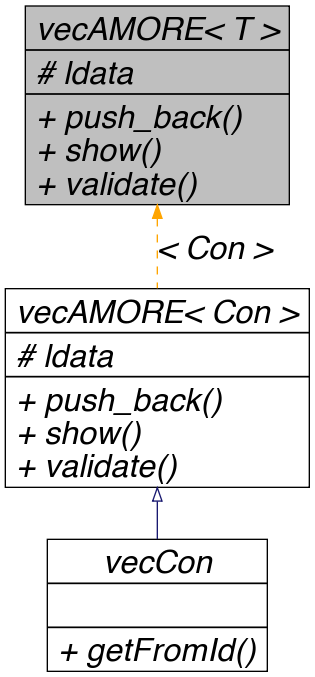 vecAMORE< T >
# ldata
+ push_back()
+ show()
+ validate()
< Con >
vecAMORE< Con >
# ldata
+ push_back()
+ show()
+ validate()
vecCon
+ getFromId()